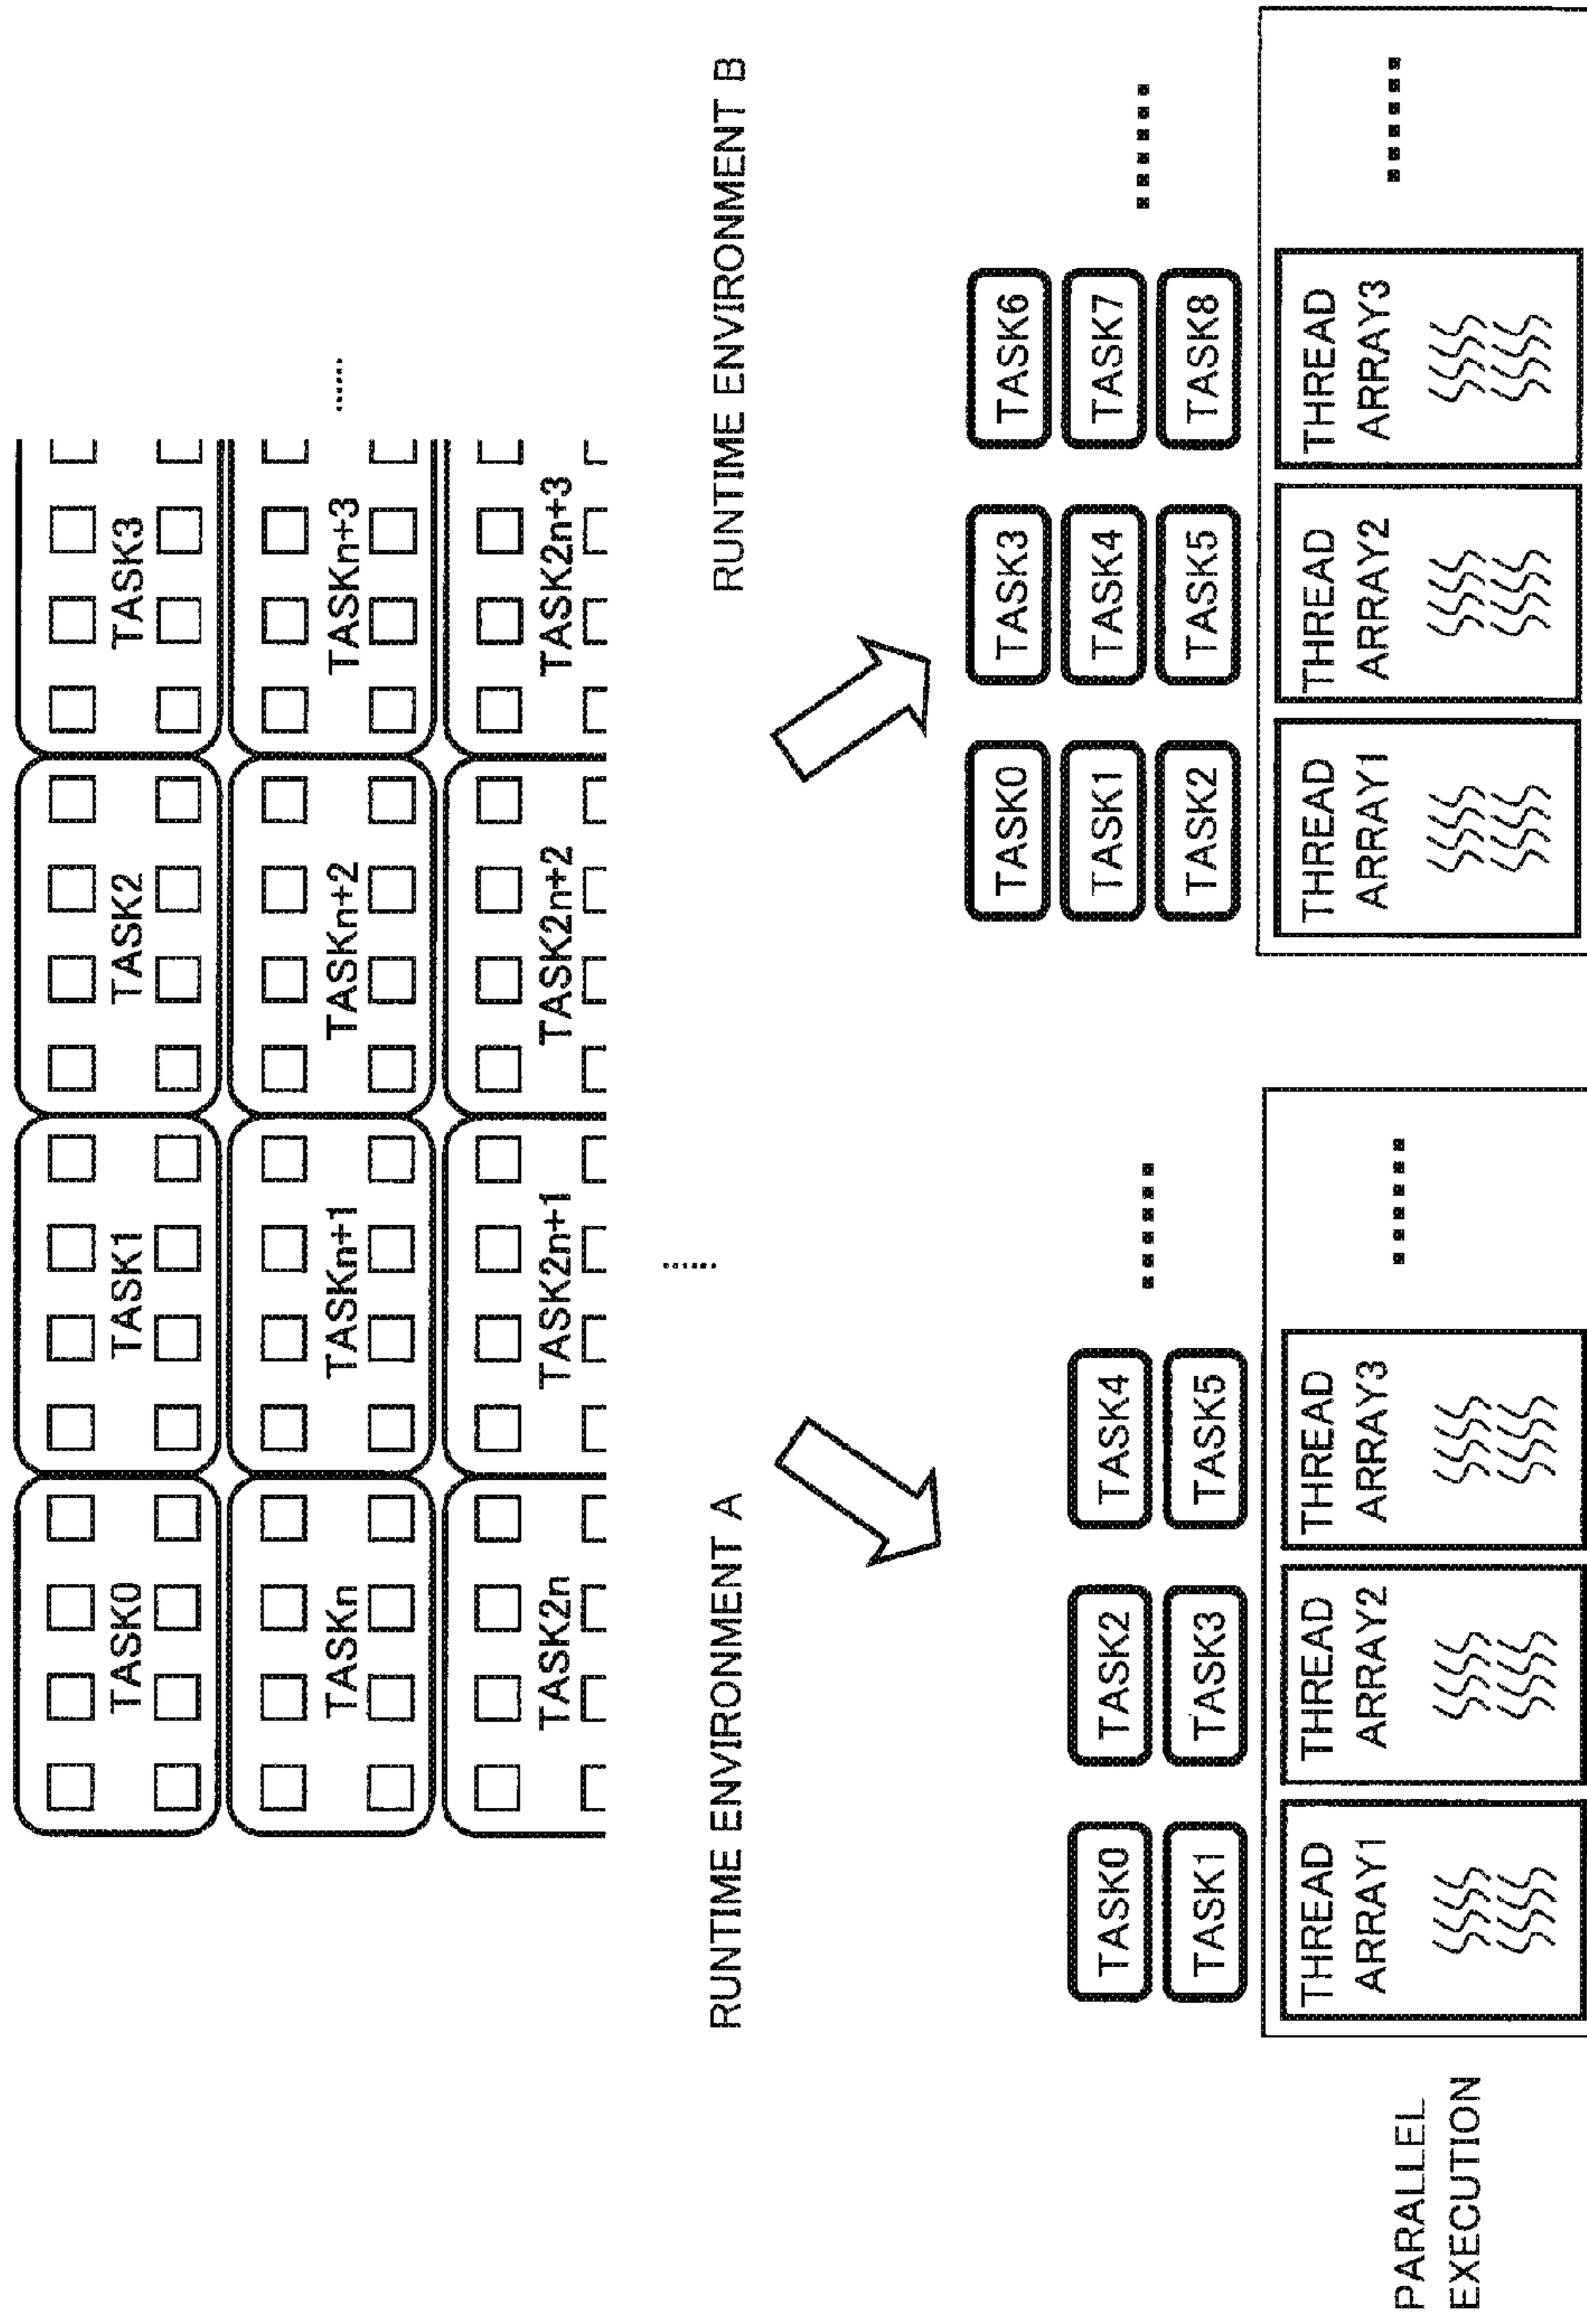 TASK0 TASK1 TASK2 TASK3
TASKn TASKn+1 TASKn+2 TASKn+3 ......
TASK2n TASK2n+1 TASK2n+2 TASK2n+3
......
RUNTIME ENVIRONMENT A
RUNTIME ENVIRONMENT B
TASK0 TASK2 TASK4
TASK1 TASK3 TASK5
......
TASK0 TASK3 TASK6
TASK1 TASK4 TASK7
TASK2 TASK5 TASK8
......
PARALLEL
EXECUTION
THREAD THREAD THREAD
ARRAY1 ARRAY2 ARRAY3
......
THREAD THREAD THREAD
ARRAY1 ARRAY2 ARRAY3
......